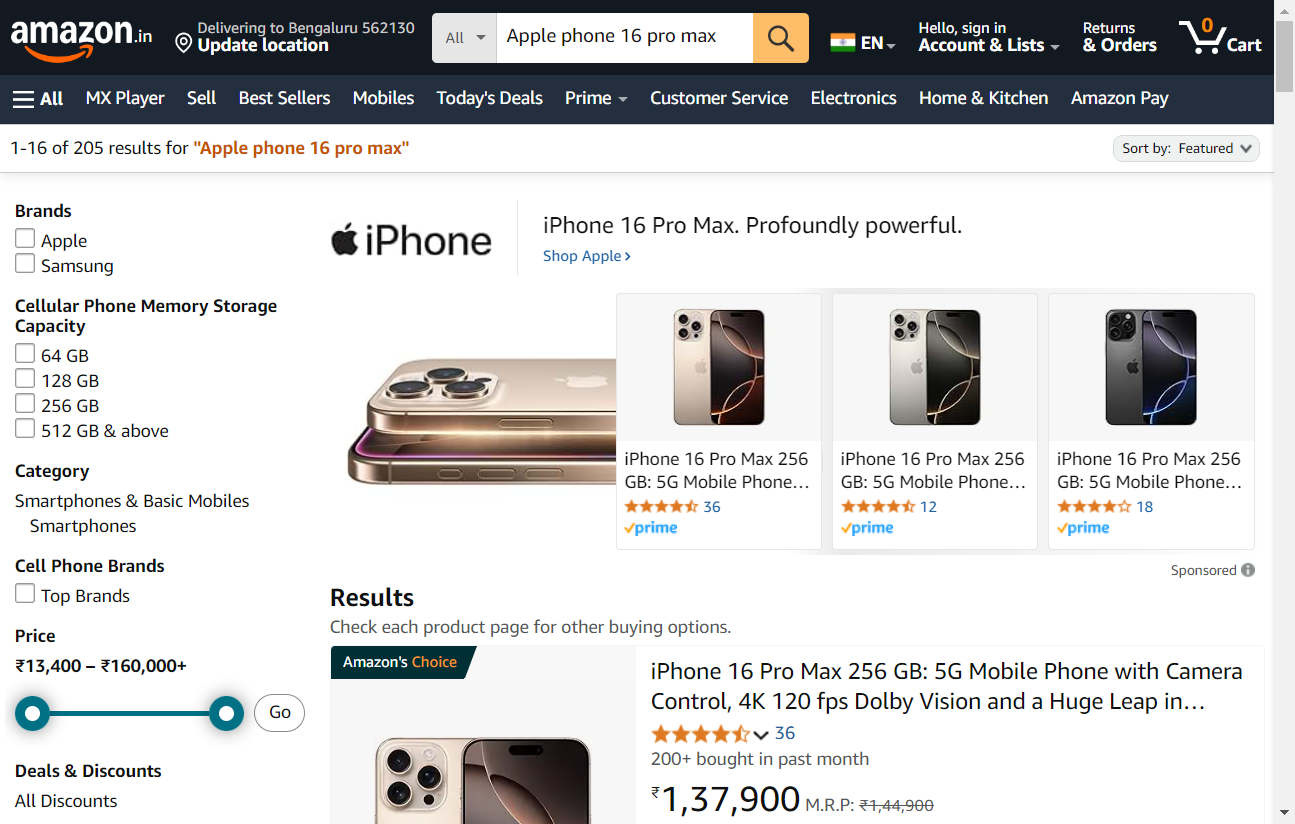 amazon.in
Delivering to Bengaluru 562130
Update location
All
Apple phone 16 pro max
EN
Hello, sign in
Account & Lists
Returns
& Orders
0
Cart
All
MX Player
Sell
Best Sellers
Mobiles
Today's Deals
Prime
Customer Service
Electronics
Home & Kitchen
Amazon Pay
1-16 of 205 results for "Apple phone 16 pro max"
Sort by: Featured
Brands
Apple
Samsung
Cellular Phone Memory Storage
Capacity
64 GB
128 GB
256 GB
512 GB & above
Category
Smartphones & Basic Mobiles
Smartphones
Cell Phone Brands
Top Brands
Price
₹13,400 – ₹160,000+
Go
Deals & Discounts
All Discounts
iPhone
iPhone 16 Pro Max. Profoundly powerful.
Shop Apple ›
iPhone 16 Pro Max 256
GB: 5G Mobile Phone…
36
prime
iPhone 16 Pro Max 256
GB: 5G Mobile Phone…
12
prime
iPhone 16 Pro Max 256
GB: 5G Mobile Phone…
18
prime
Sponsored
Results
Check each product page for other buying options.
Amazon's Choice
iPhone 16 Pro Max 256 GB: 5G Mobile Phone with Camera
Control, 4K 120 fps Dolby Vision and a Huge Leap in…
36
200+ bought in past month
₹1,37,900 M.R.P: ₹1,44,900